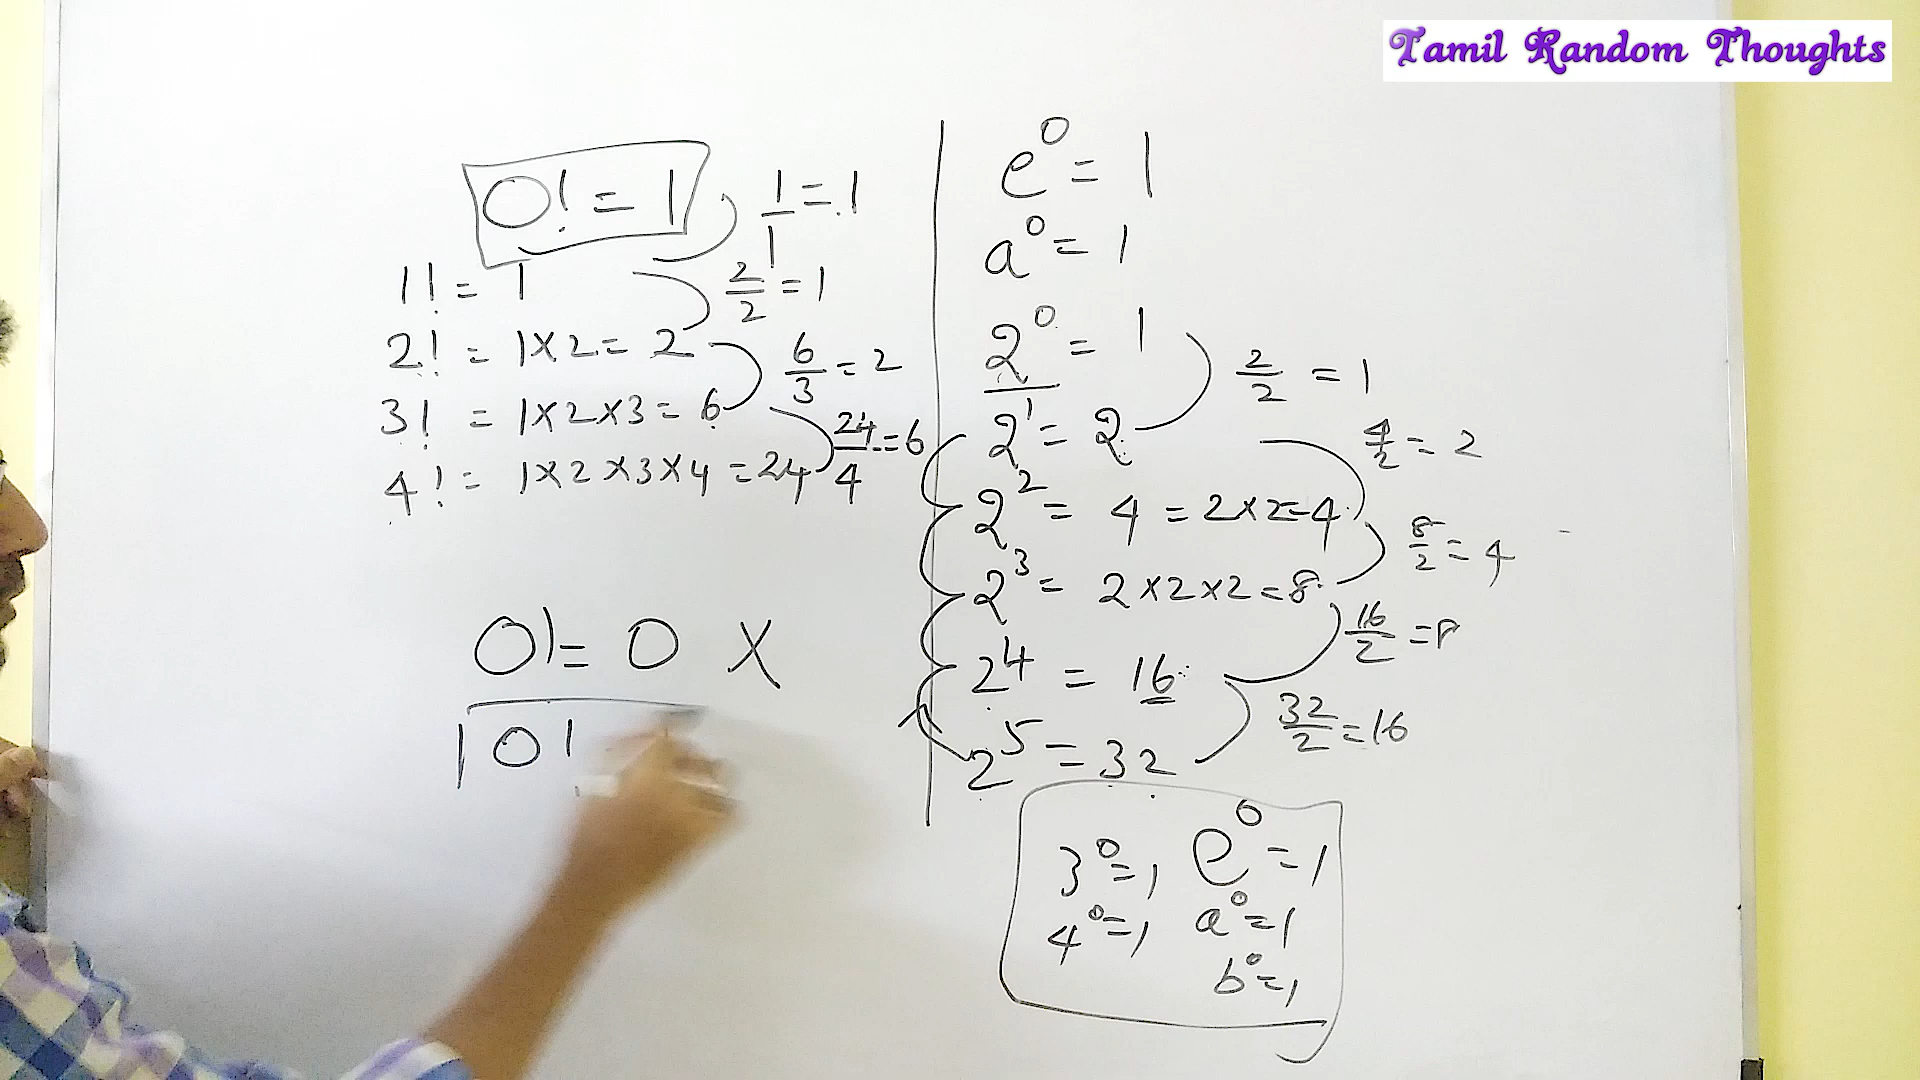 Tamil Random Thoughts
0! = 1
1/1 = 1
1! = 1
2/2 = 1
2! = 1×2 = 2
6/3 = 2
3! = 1×2×3 = 6
24/4 = 6
4! = 1×2×3×4 = 24
0! = 0 X
0!
e⁰ = 1
a⁰ = 1
2⁰ = 1
2/2 = 1
2¹ = 2
4/2 = 2
2² = 4 = 2×2=4
8/2 = 4
2³ = 2×2×2=8
16/2 = 8
2⁴ = 16
32/2 = 16
2⁵ = 32
3⁰=1 e⁰=1
4⁰=1 a⁰=1
b⁰=1